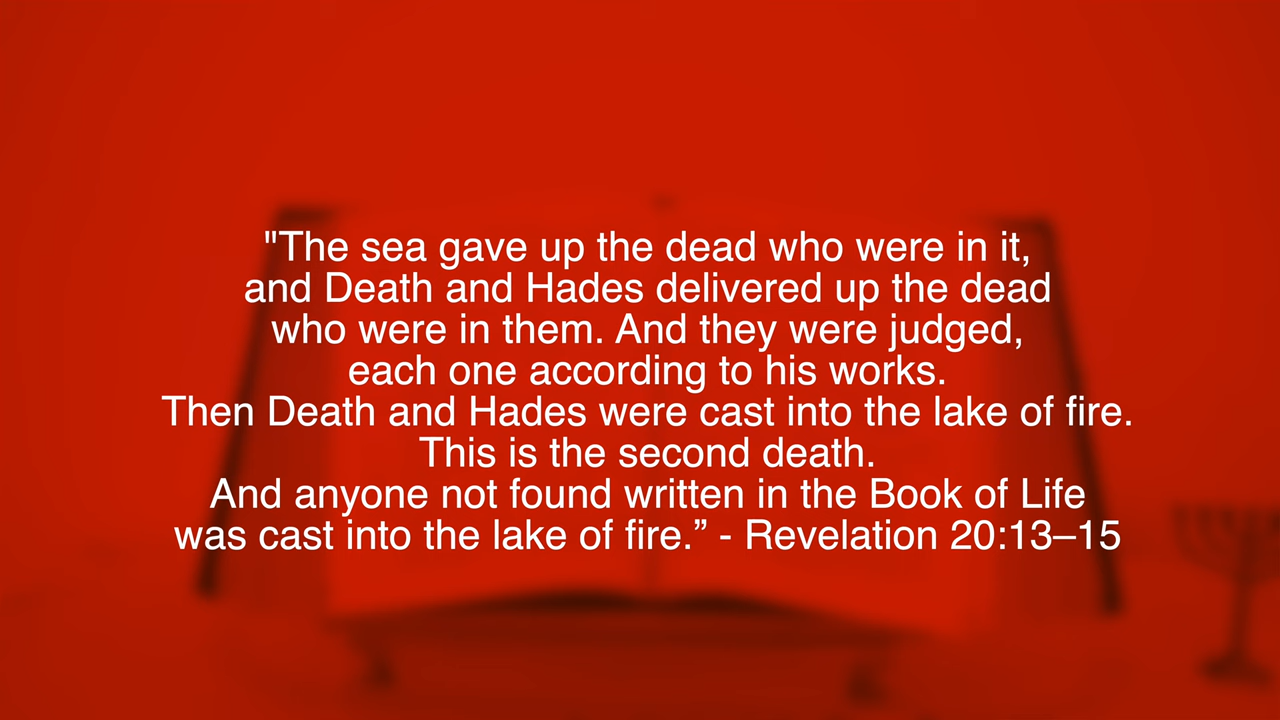 "The sea gave up the dead who were in it,
and Death and Hades delivered up the dead
who were in them. And they were judged,
each one according to his works.
Then Death and Hades were cast into the lake of fire.
This is the second death.
And anyone not found written in the Book of Life
was cast into the lake of fire.” - Revelation 20:13–15